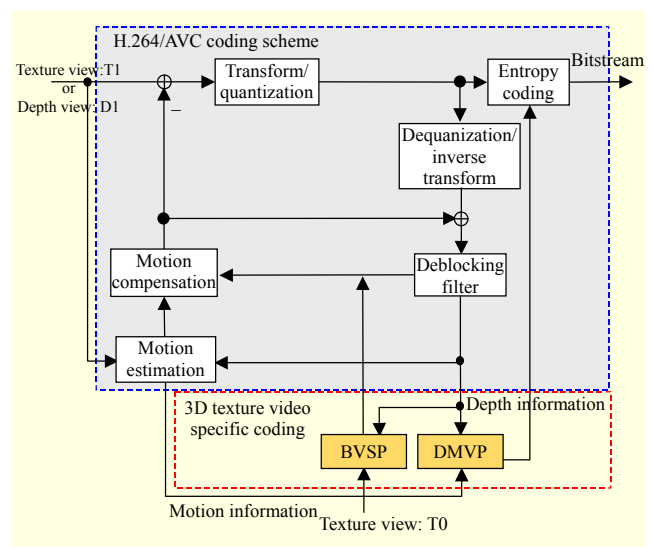 H.264/AVC coding scheme
Texture view:T1
or
Depth view: D1
Transform/
quantization
Entropy
coding
Bitstream
–
Dequanization/
inverse
transform
Motion
compensation
Deblocking
filter
Motion
estimation
3D texture video
specific coding
Depth information
BVSP
DMVP
Motion information
Texture view: T0